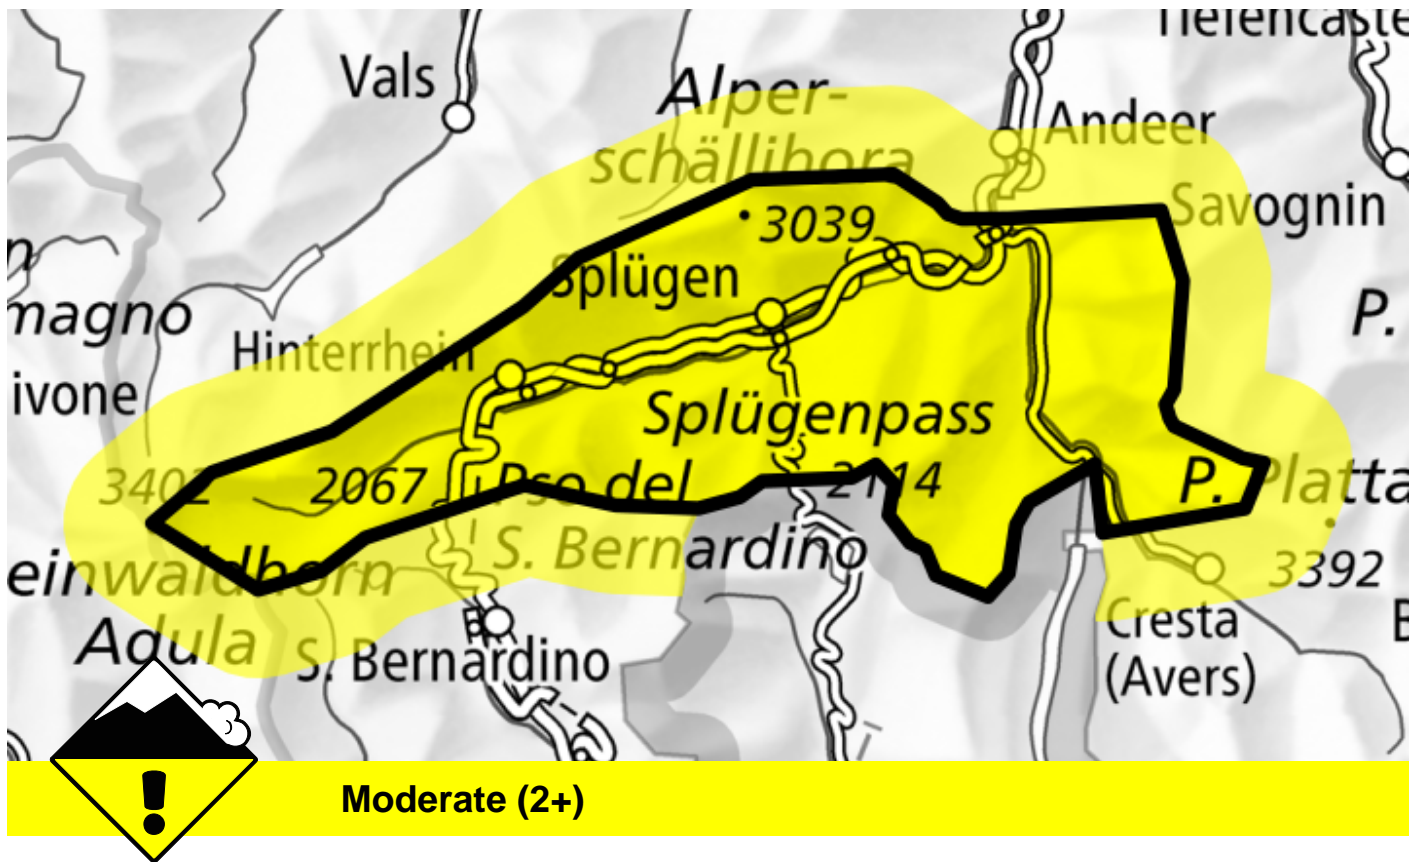 Tiefencaste
Vals
Alper-
schällihora
Andeer
Savognin
n
3039
Splügen
magno
P.
Hinterrhein
ivone
Splügenpass
3402
2067
Pso del
2114
P. Platta
S. Bernardino
einwaldhorn
3392
Adula
S. Bernardino
Cresta
(Avers)
B
Moderate (2+)